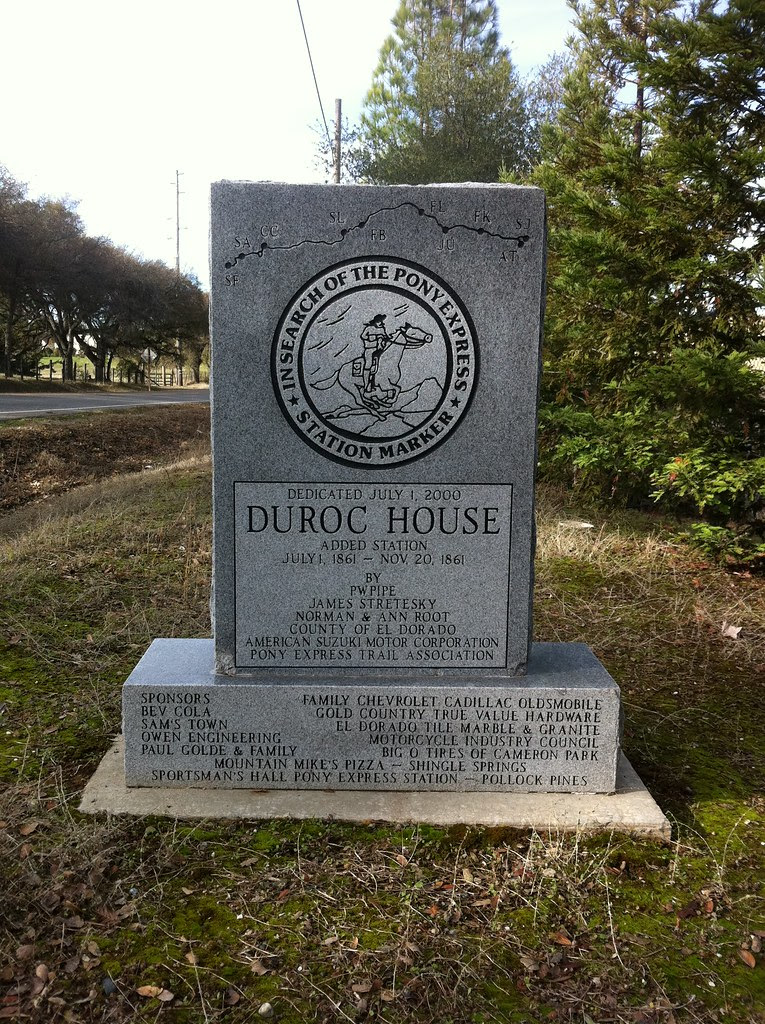 SF SA CC SL FB FL JU FK AT SJ
IN SEARCH OF THE PONY EXPRESS
★ STATION MARKER ★
DEDICATED JULY 1, 2000
DUROC HOUSE
ADDED STATION
JULY 1, 1861 – NOV. 20, 1861
BY
PWPIPE
JAMES STRETESKY
NORMAN & ANN ROOT
COUNTY OF EL DORADO
AMERICAN SUZUKI MOTOR CORPORATION
PONY EXPRESS TRAIL ASSOCIATION
SPONSORS FAMILY CHEVROLET CADILLAC OLDSMOBILE
BEV COLA GOLD COUNTRY TRUE VALUE HARDWARE
SAM'S TOWN EL DORADO TILE MARBLE & GRANITE
OWEN ENGINEERING MOTORCYCLE INDUSTRY COUNCIL
PAUL GOLDE & FAMILY BIG O TIRES OF CAMERON PARK
MOUNTAIN MIKE'S PIZZA – SHINGLE SPRINGS
SPORTSMAN'S HALL PONY EXPRESS STATION – POLLOCK PINES